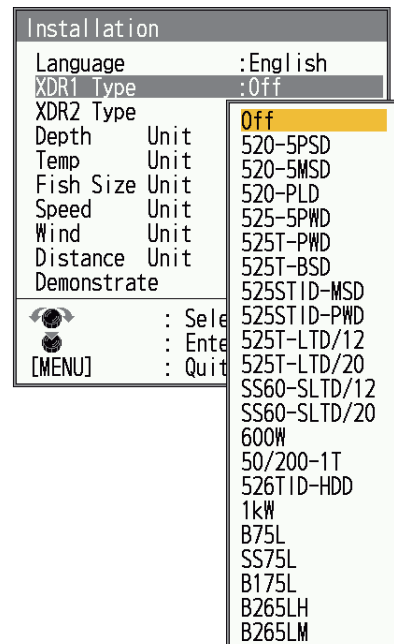 Installation
Language :English
XDR1 Type :Off
XDR2 Type
Depth Unit
Temp Unit
Fish Size Unit
Speed Unit
Wind Unit
Distance Unit
Demonstrate
: Sele
: Ente
[MENU] : Quit
Off
520-5PSD
520-5MSD
520-PLD
525-5PWD
525T-PWD
525T-BSD
525STID-MSD
525STID-PWD
525T-LTD/12
525T-LTD/20
SS60-SLTD/12
SS60-SLTD/20
600W
50/200-1T
526TID-HDD
1kW
B75L
SS75L
B175L
B265LH
B265LM